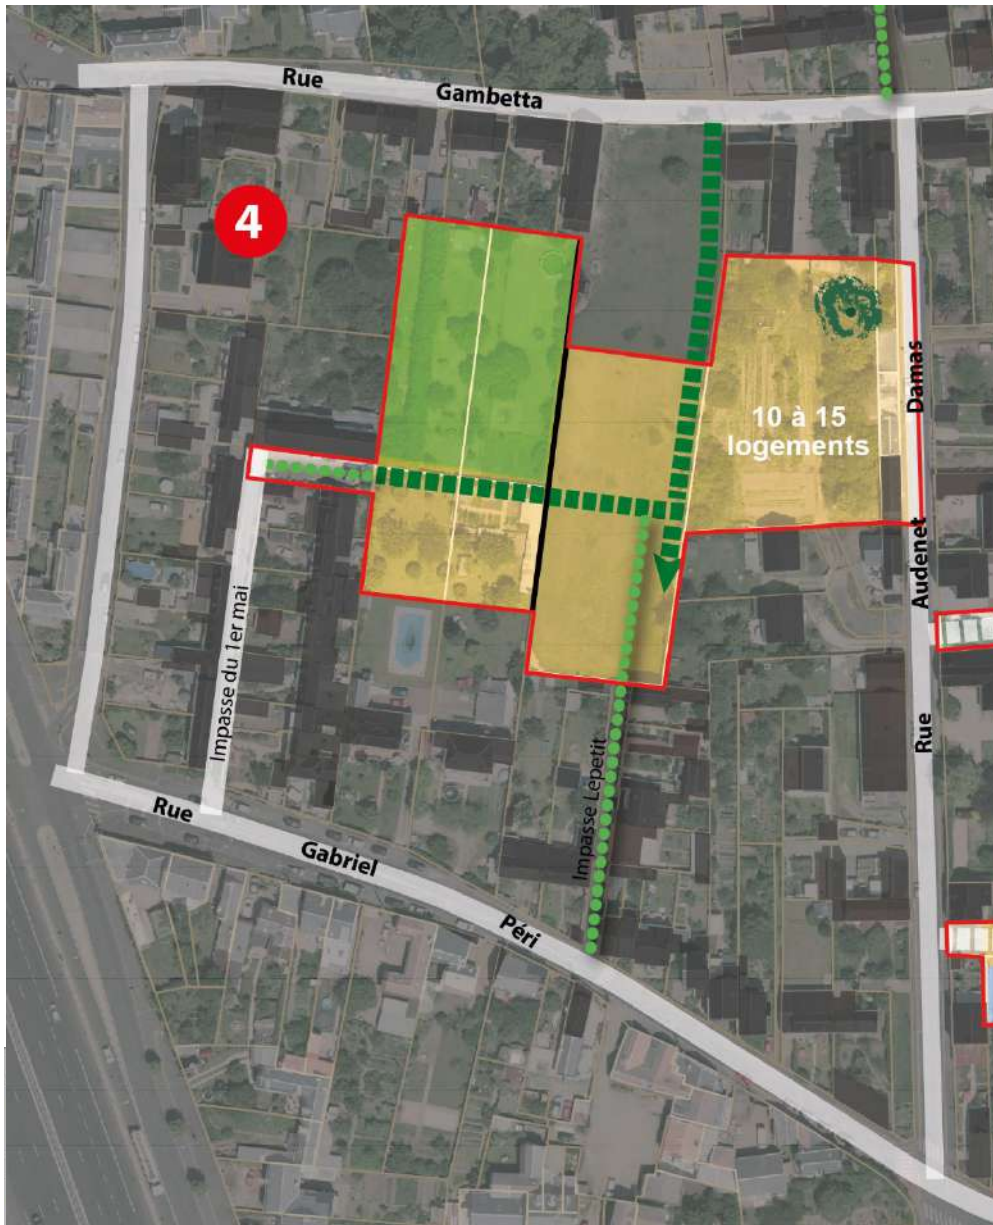 Rue
Gambetta
4
10 à 15
logements
Damas
Audenet
Rue
Impasse du 1er mai
Impasse Lepetit
Rue
Gabriel
Péri